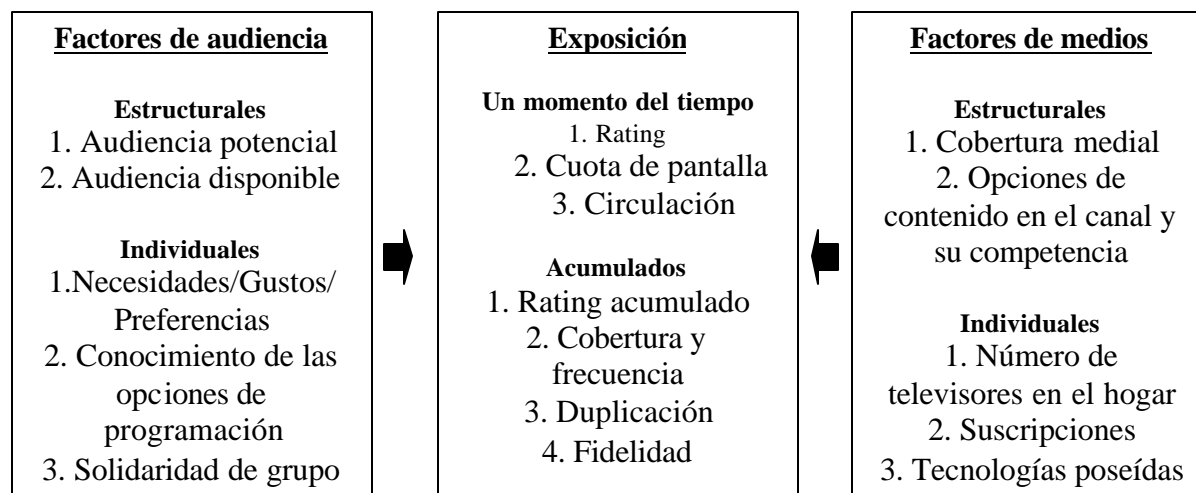 Factores de audiencia
Estructurales
1. Audiencia potencial
2. Audiencia disponible
Individuales
1.Necesidades/Gustos/
Preferencias
2. Conocimiento de las
opciones de
programación
3. Solidaridad de grupo
Exposición
Un momento del tiempo
1. Rating
2. Cuota de pantalla
3. Circulación
Acumulados
1. Rating acumulado
2. Cobertura y
frecuencia
3. Duplicación
4. Fidelidad
Factores de medios
Estructurales
1. Cobertura medial
2. Opciones de
contenido en el canal y
su competencia
Individuales
1. Número de
televisores en el hogar
2. Suscripciones
3. Tecnologías poseídas